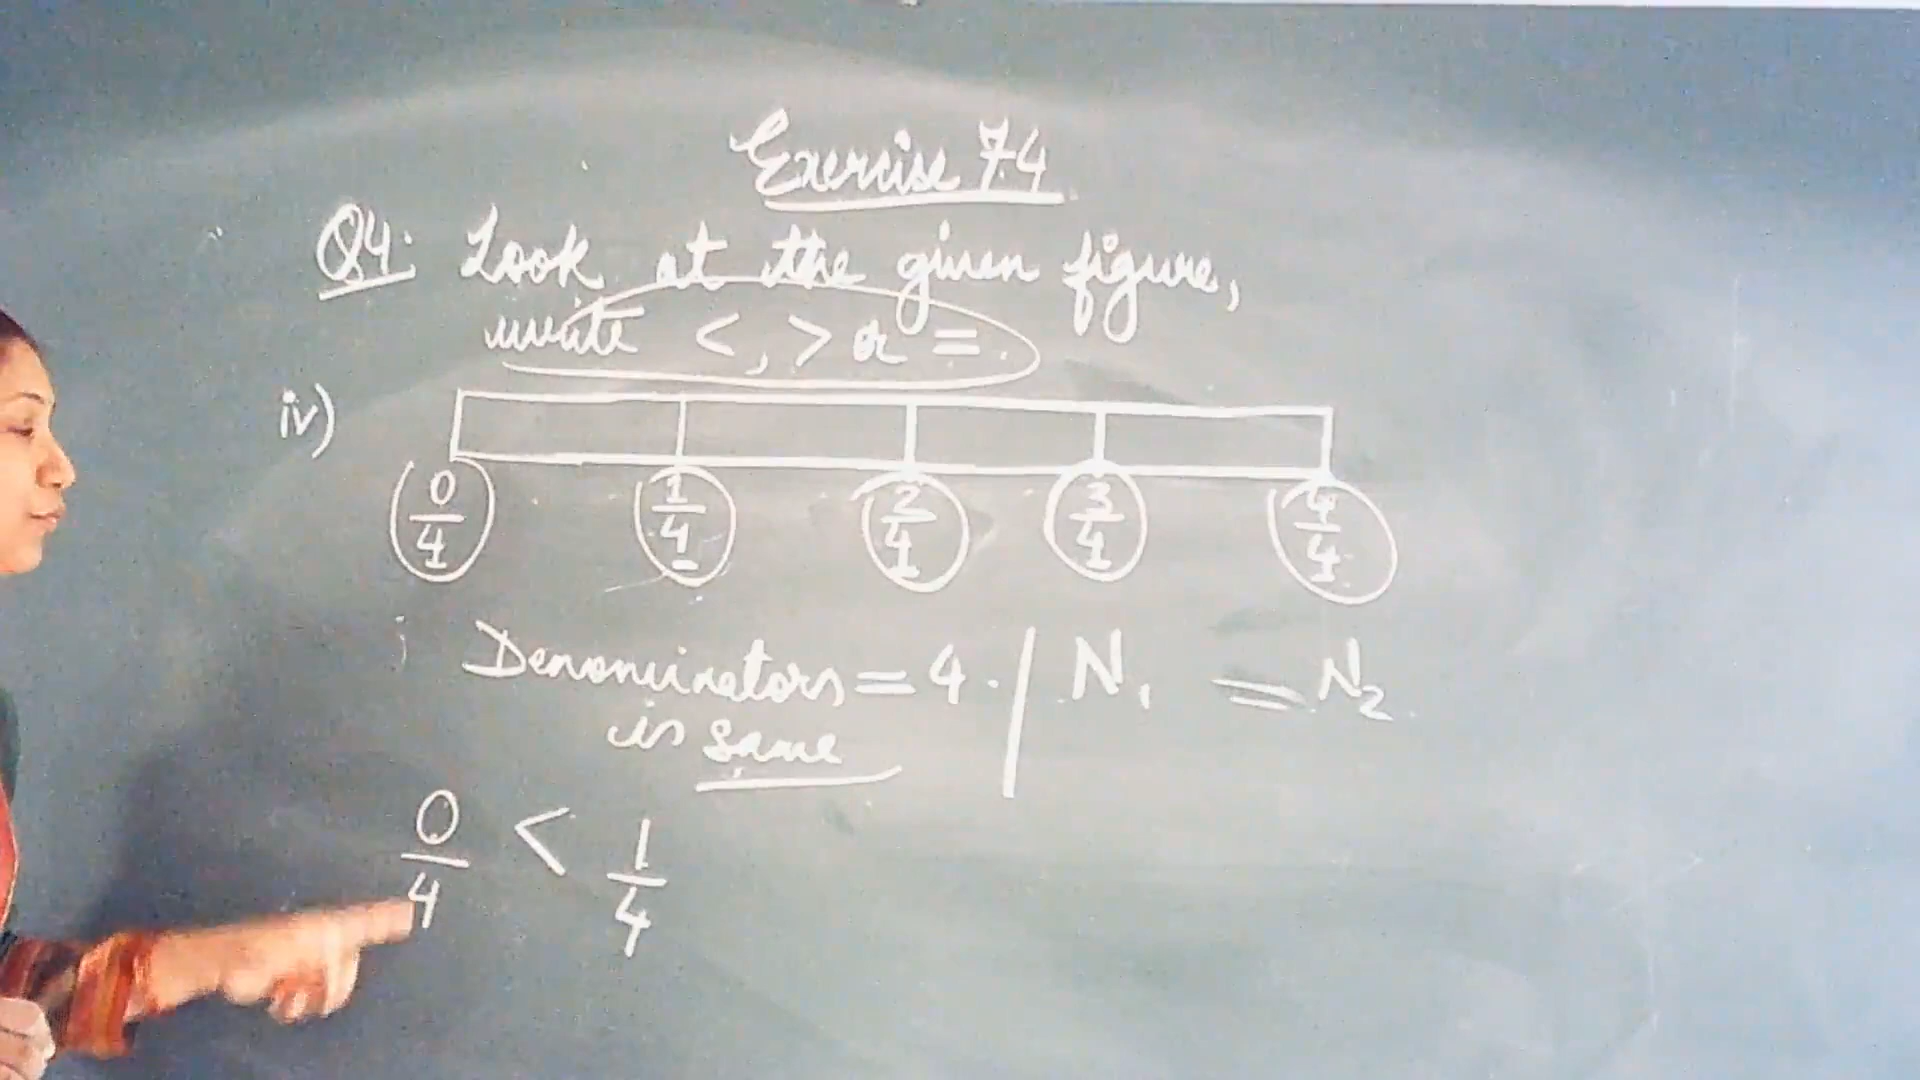 Exercise 7.4
Q4: Look at the given figure,
write <, > or =.
iv)
0/4 1/4 2/4 3/4 4/4
Denominators = 4 . | N₁ = N₂
is same
0/4 < 1/4